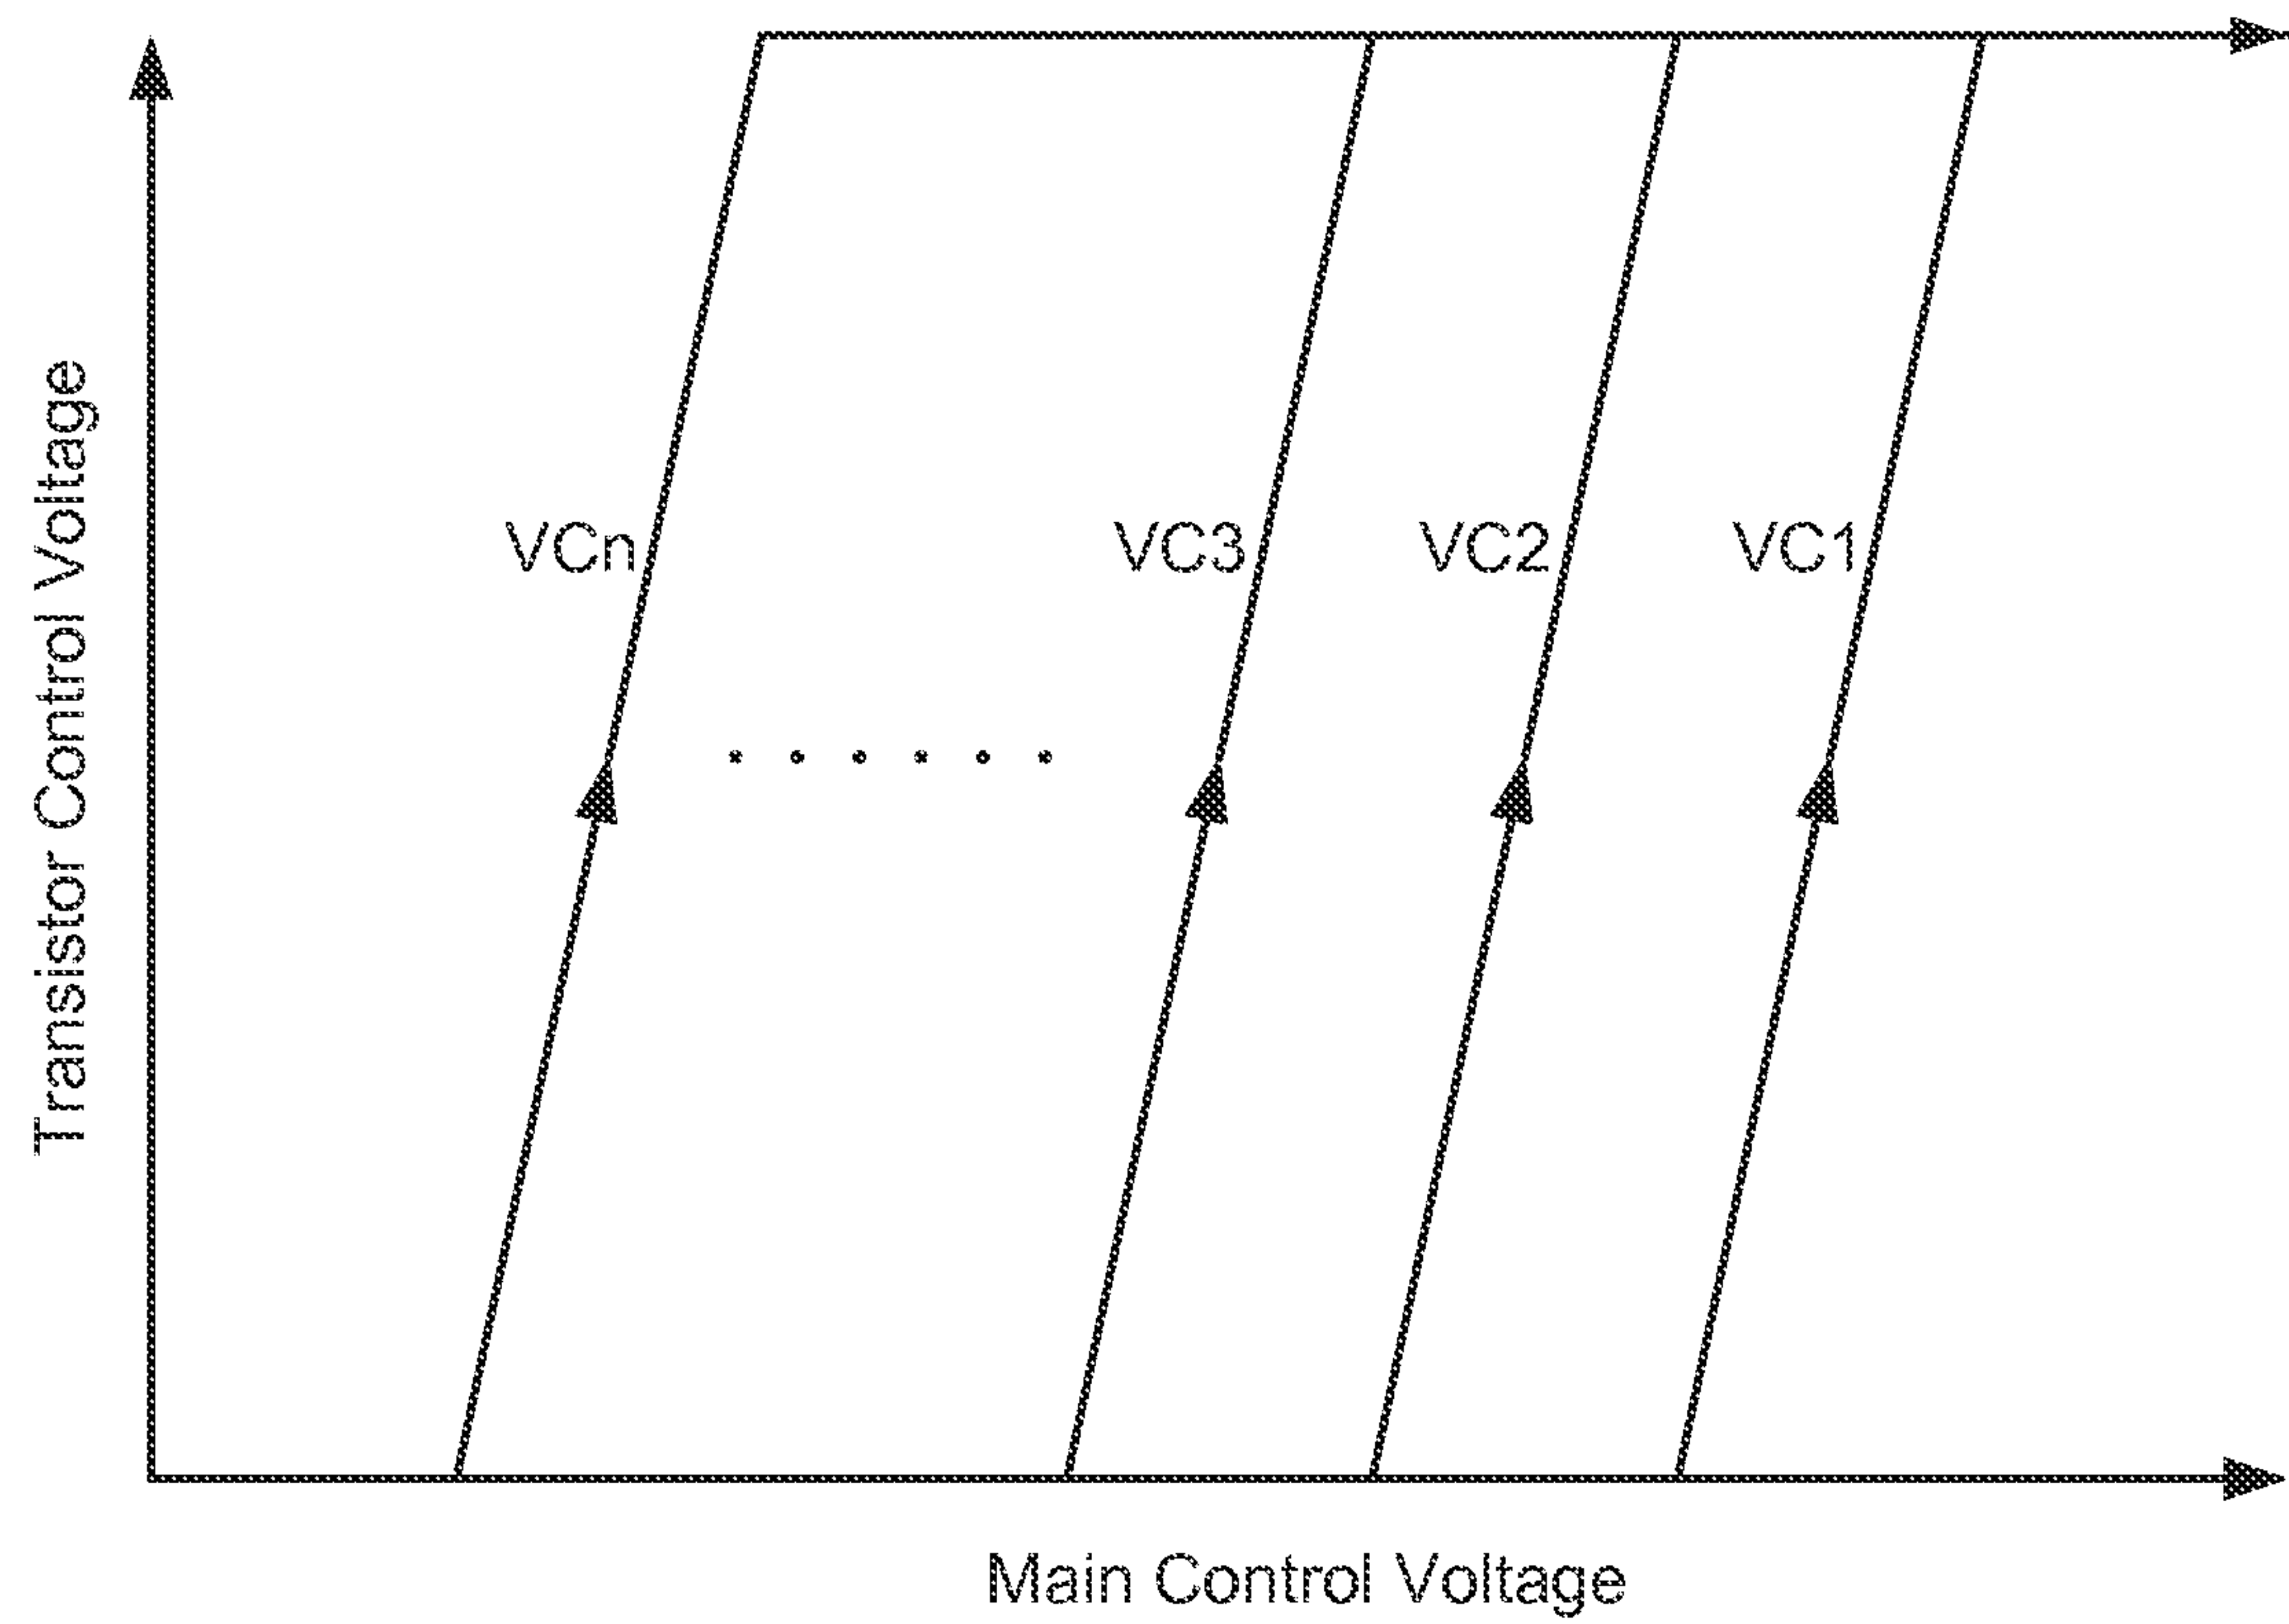 Transistor Control Voltage
VCn
VC3
VC2
VC1
Main Control Voltage